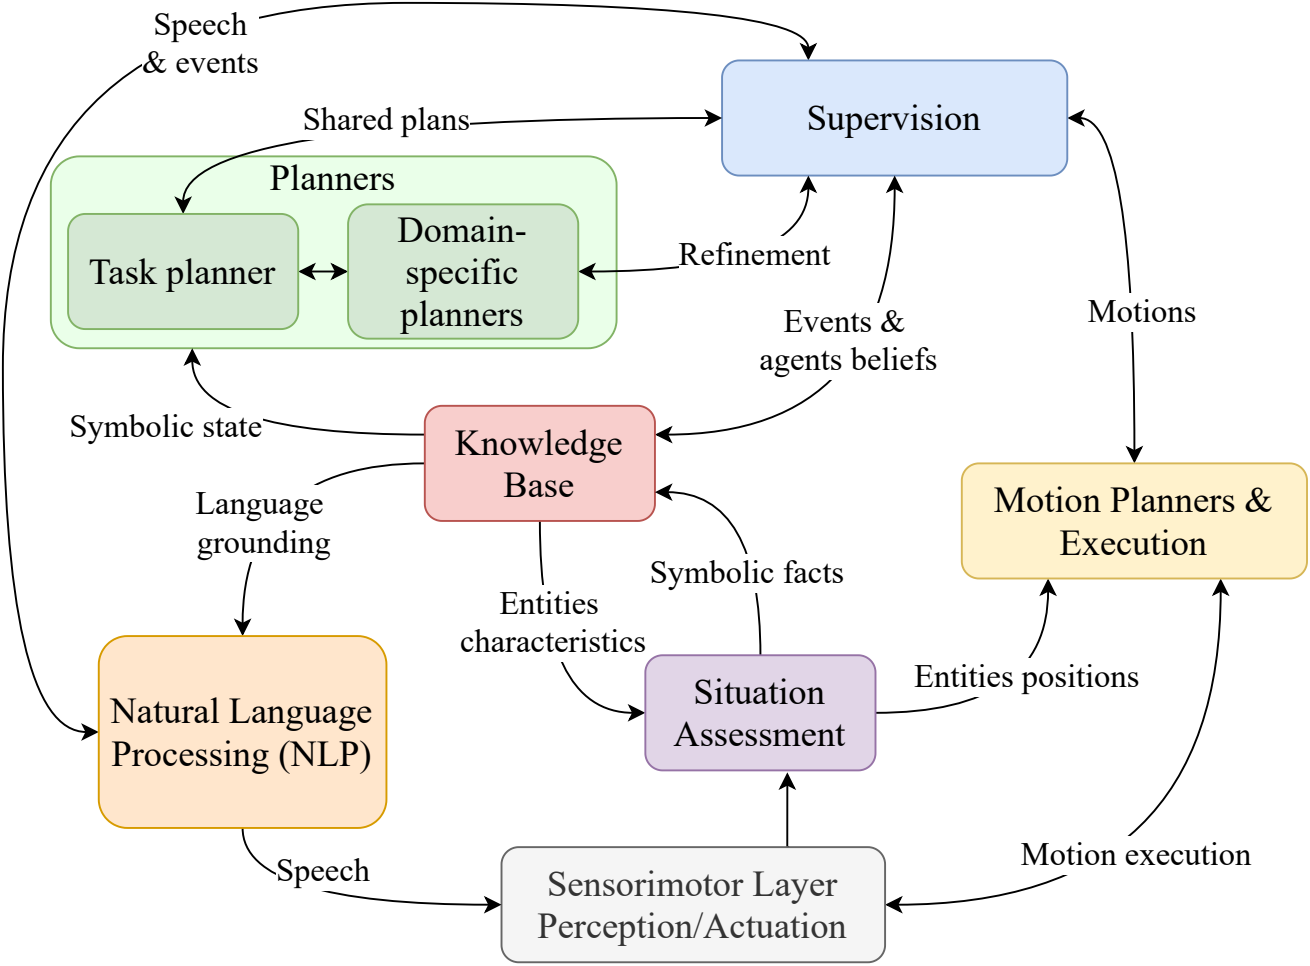 Speech
& events
Shared plans
Supervision
Planners
Task planner
Domain-
specific
planners
Refinement
Events &
agents beliefs
Motions
Symbolic state
Knowledge
Base
Language
grounding
Motion Planners &
Execution
Symbolic facts
Entities
characteristics
Situation
Assessment
Entities positions
Natural Language
Processing (NLP)
Speech
Sensorimotor Layer
Perception/Actuation
Motion execution